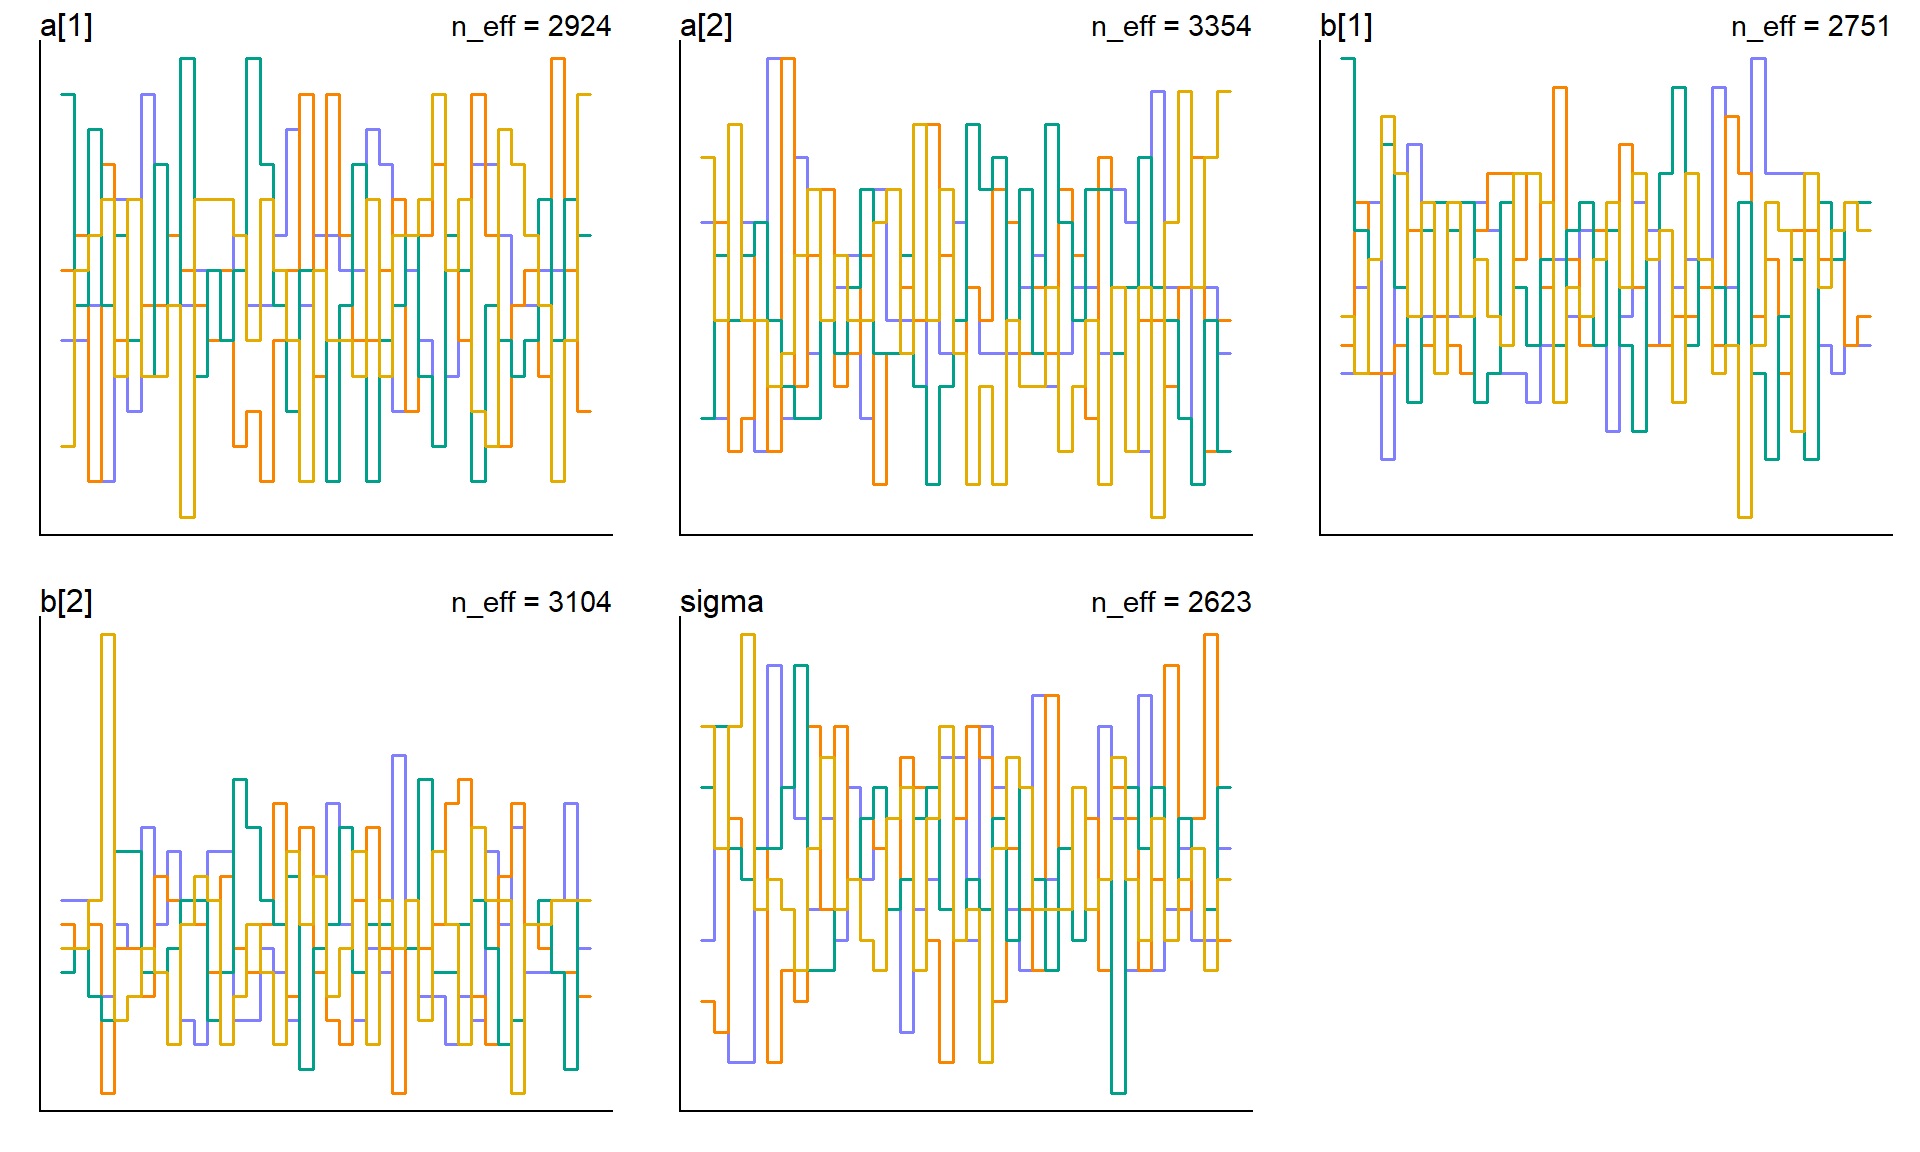 a[1] n_eff = 2924
a[2] n_eff = 3354
b[1] n_eff = 2751
b[2] n_eff = 3104
sigma n_eff = 2623